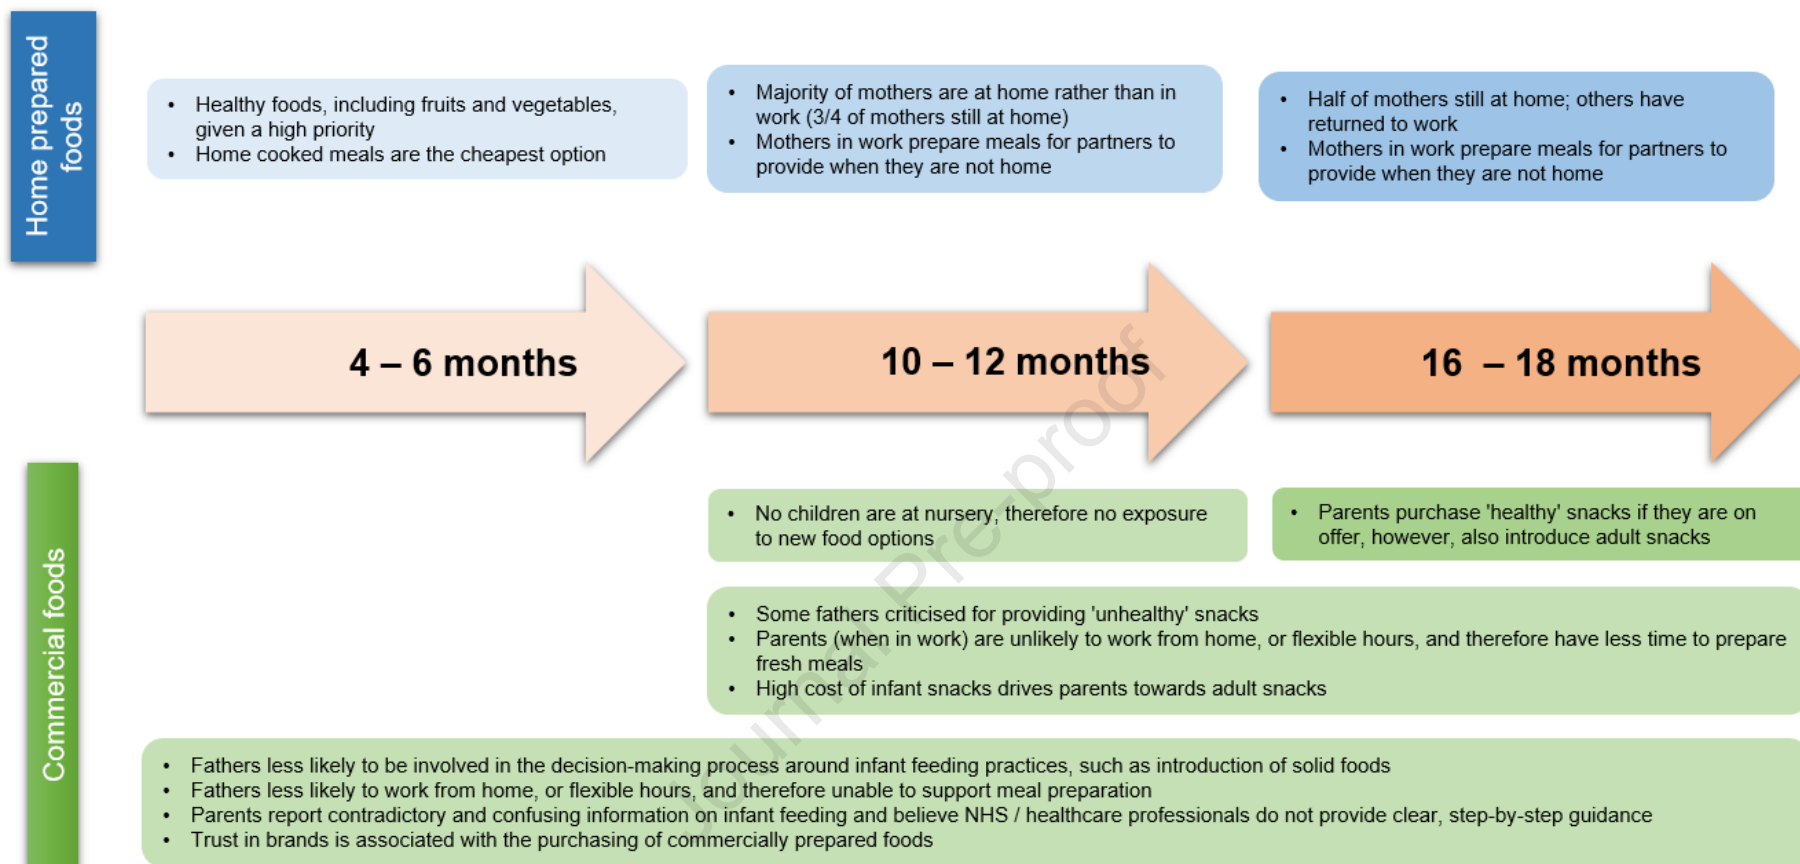 Home prepared
foods
• Healthy foods, including fruits and vegetables,
given a high priority
• Home cooked meals are the cheapest option
• Majority of mothers are at home rather than in
work (3/4 of mothers still at home)
• Mothers in work prepare meals for partners to
provide when they are not home
• Half of mothers still at home; others have
returned to work
• Mothers in work prepare meals for partners to
provide when they are not home
4 – 6 months
10 – 12 months
16 – 18 months
Commercial foods
• No children are at nursery, therefore no exposure
to new food options
• Parents purchase 'healthy' snacks if they are on
offer, however, also introduce adult snacks
• Some fathers criticised for providing 'unhealthy' snacks
• Parents (when in work) are unlikely to work from home, or flexible hours, and therefore have less time to prepare
fresh meals
• High cost of infant snacks drives parents towards adult snacks
• Fathers less likely to be involved in the decision-making process around infant feeding practices, such as introduction of solid foods
• Fathers less likely to work from home, or flexible hours, and therefore unable to support meal preparation
• Parents report contradictory and confusing information on infant feeding and believe NHS / healthcare professionals do not provide clear, step-by-step guidance
• Trust in brands is associated with the purchasing of commercially prepared foods
Journal Pre-proof